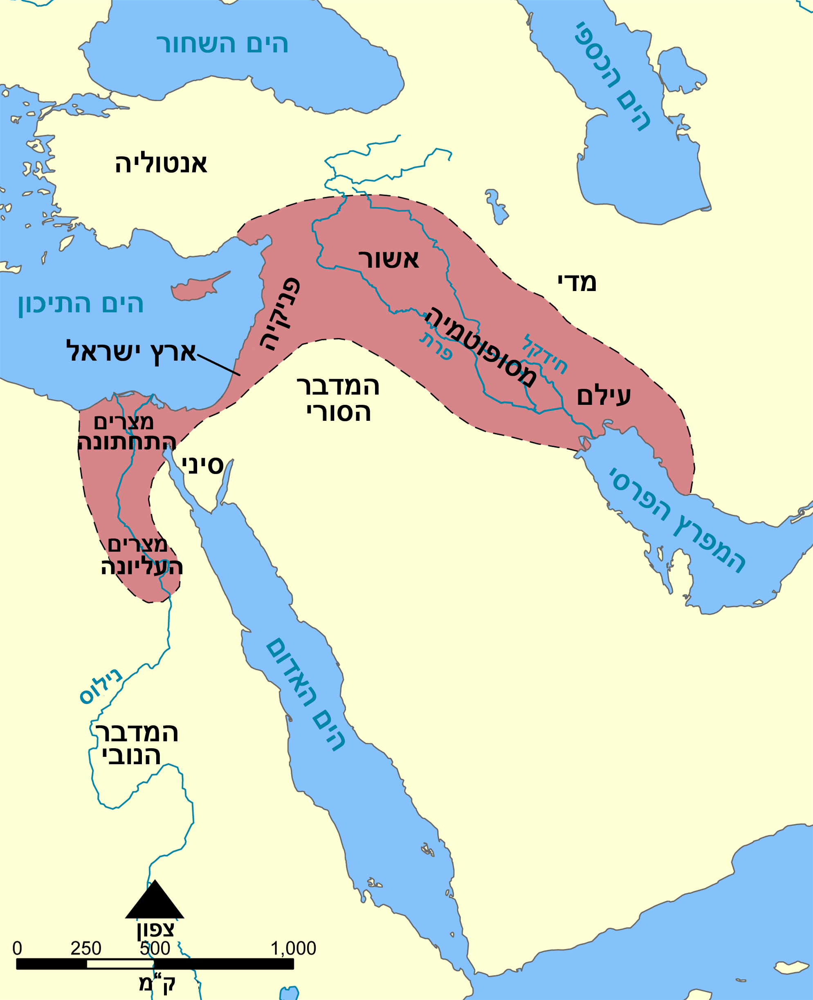 הים השחור
הים הכספי
אנטוליה
אשור
מדי
פניקיה
הים התיכון
מסופוטמיה
חידקל
פרת
ארץ ישראל
המדבר
הסורי
עילם
מצרים
התחתונה
סיני
המפרץ הפרסי
מצרים
העליונה
הים האדום
נילוס
המדבר
הנובי
צפון
0 250 500 1,000
ק"מ